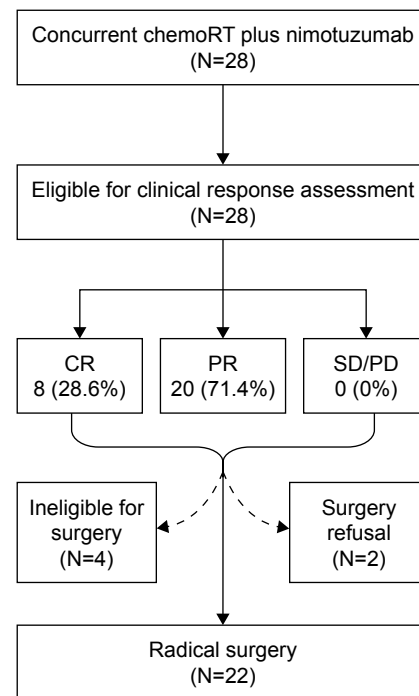 Concurrent chemoRT plus nimotuzumab
(N=28)
Eligible for clinical response assessment
(N=28)
CR
8 (28.6%)
PR
20 (71.4%)
SD/PD
0 (0%)
Ineligible for
surgery
(N=4)
Surgery
refusal
(N=2)
Radical surgery
(N=22)